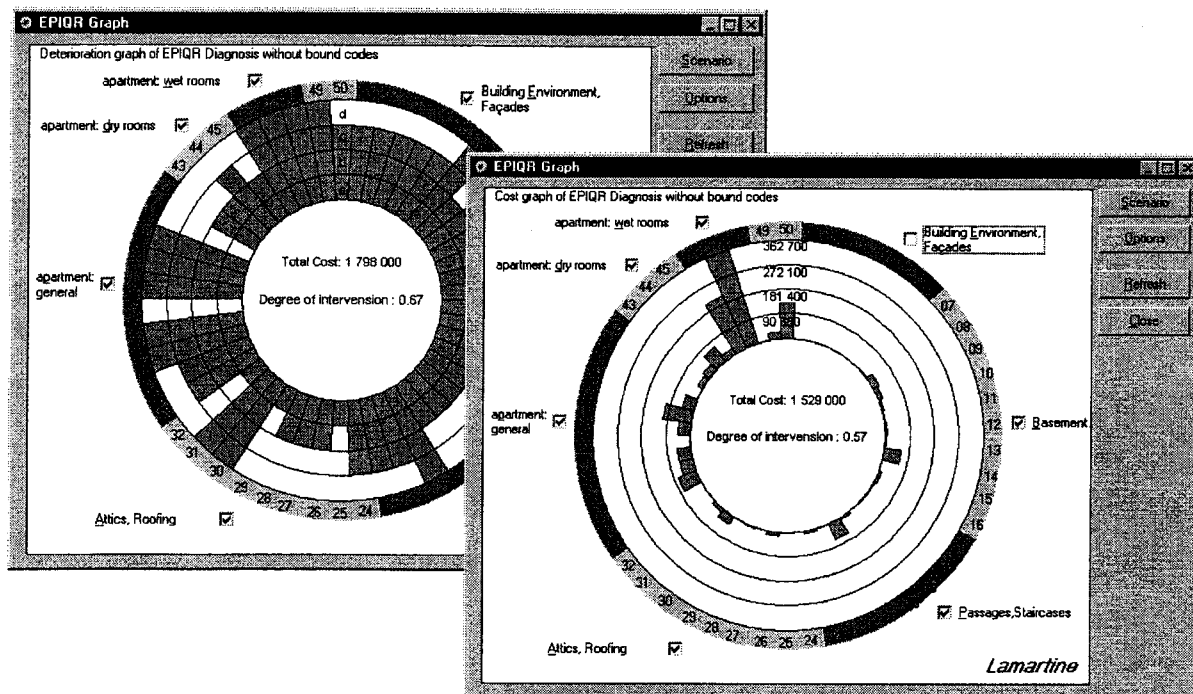 EPIQR Graph
Deterioration graph of EPIQR Diagnosis without bound codes
Scenario
Options
Refresh
apartment: wet rooms
Building Environment,
Façades
apartment: dry rooms
apartment:
general
Attics, Roofing
49 50
d
45
44
43
Total Cost: 1 798 000
Degree of intervension : 0.67
32
31
30
29
28
27
26
25
24
EPIQR Graph
Cost graph of EPIQR Diagnosis without bound codes
Scenario
Options
Refresh
Close
apartment: wet rooms
Building Environment,
Façades
apartment: dry rooms
apartment:
general
Basement
Passages,Staircases
Attics, Roofing
49 50
362 700
272 100
181 400
45
44
43
07
08
09
10
11
12
13
14
15
16
Total Cost: 1 529 000
Degree of intervension : 0.57
32
31
30
29
28
27
26
25
24
Lamartine